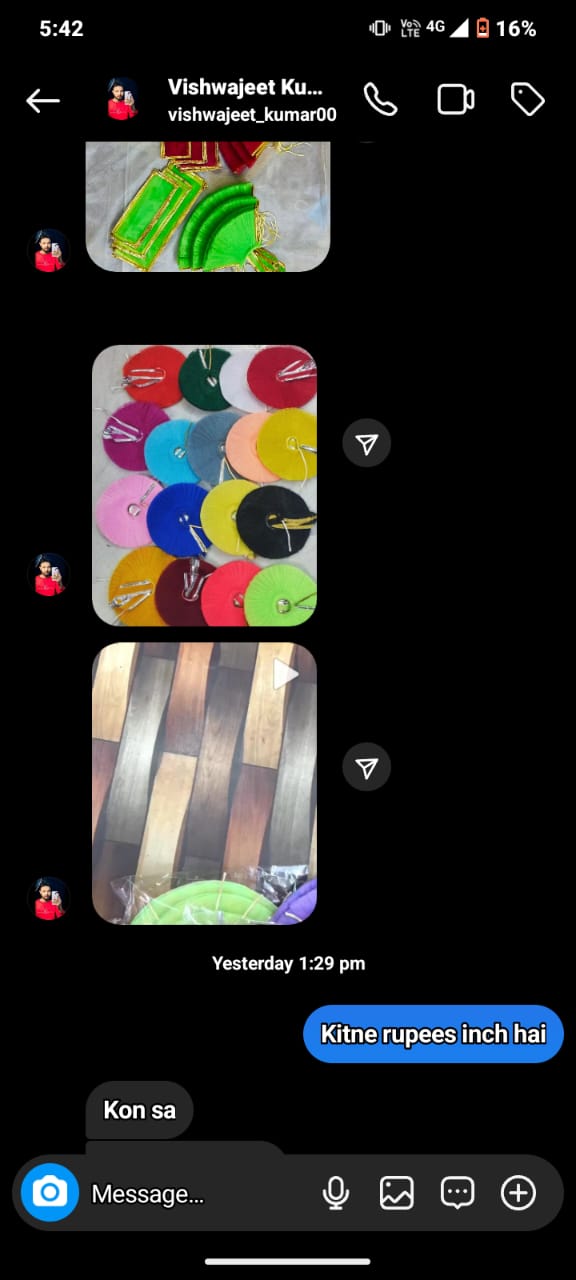 5:42
Vo)) LTE 4G 16%
Vishwajeet Ku...
vishwajeet_kumar00
Yesterday 1:29 pm
Kitne rupees inch hai
Kon sa
Message...